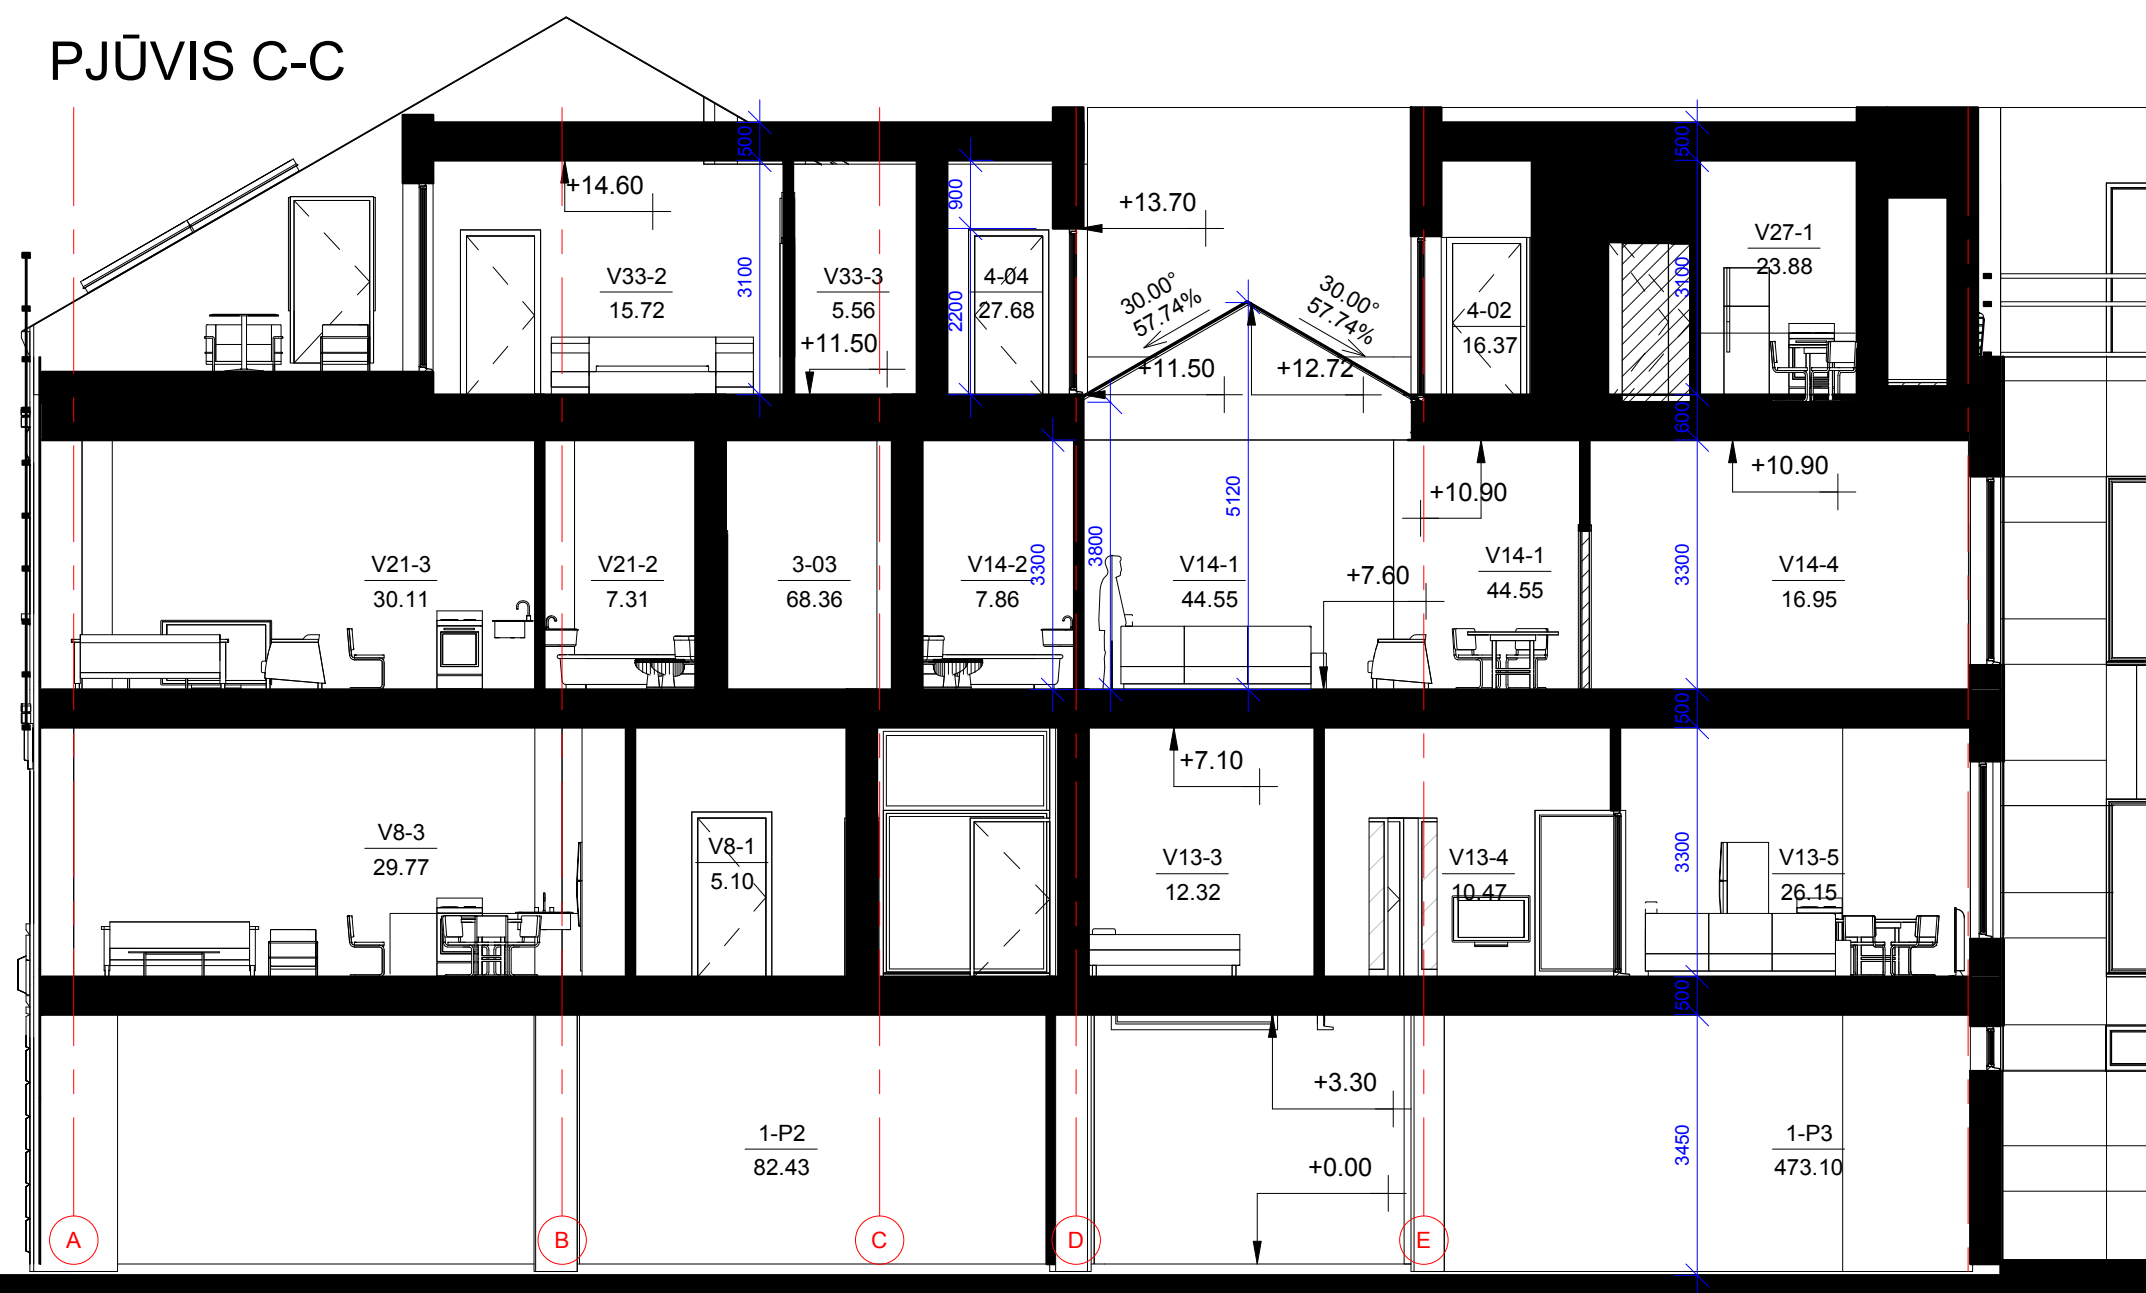 PJŪVIS C-C
500
500
+14.60
900
+13.70
V27-1
23.88
V33-2
15.72
3100
V33-3
5.56
4-04
27.68
2200
30.00°
57.74%
30.00°
57.74%
4-02
16.37
3100
+11.50
+11.50
+12.72
600
+10.90
+10.90
5120
V21-3
30.11
V21-2
7.31
3-03
68.36
V14-2
7.86
3300
3800
V14-1
44.55
+7.60
V14-1
44.55
3300
V14-4
16.95
500
+7.10
V8-3
29.77
V8-1
5.10
V13-3
12.32
V13-4
10.47
3300
V13-5
26.15
500
+3.30
1-P2
82.43
3450
1-P3
473.10
+0.00
A
B
C
D
E